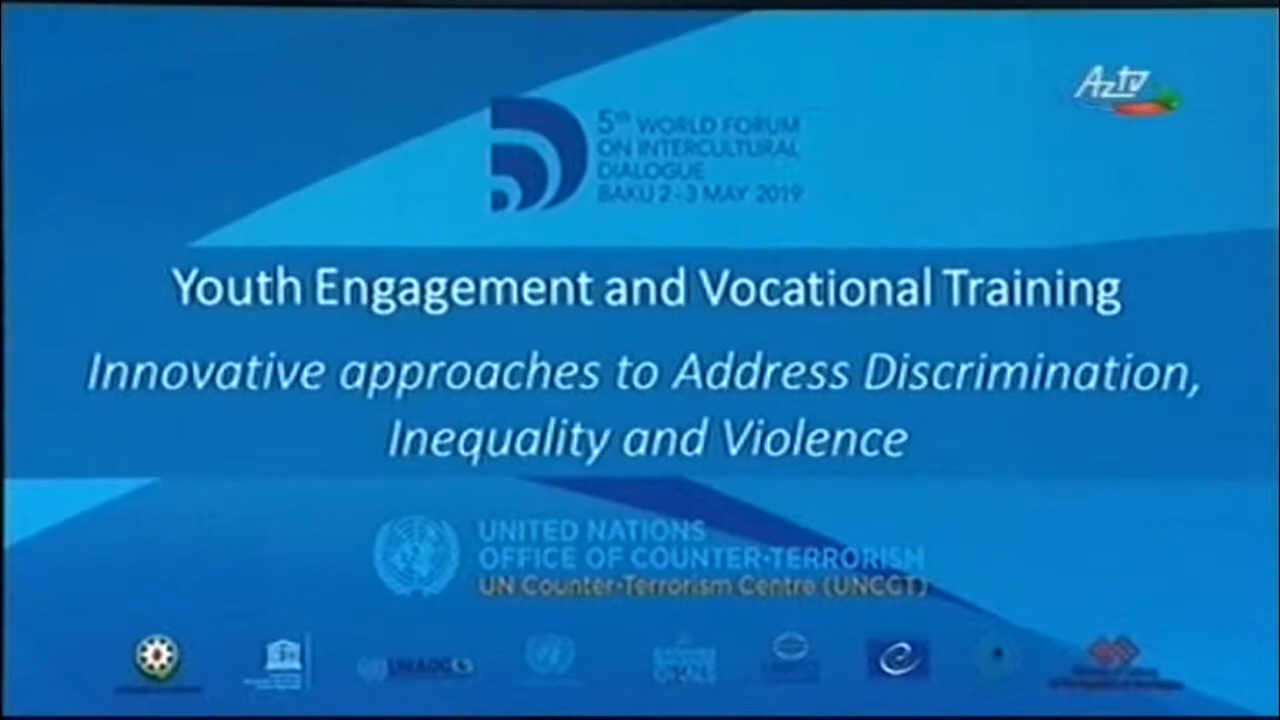 Aztv
5th WORLD FORUM
ON INTERCULTURAL
DIALOGUE
BAKU 2 - 3 MAY 2019
Youth Engagement and Vocational Training
Innovative approaches to Address Discrimination,
Inequality and Violence
UNITED NATIONS
OFFICE OF COUNTER-TERRORISM
UN Counter-Terrorism Centre (UNCCT)
UNAOC